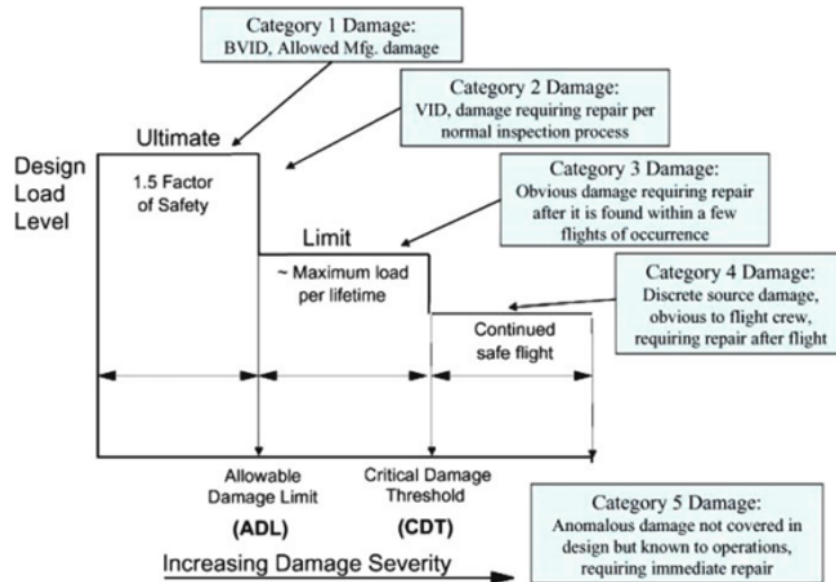 Category 1 Damage:
BVID, Allowed Mfg. damage
Category 2 Damage:
VID, damage requiring repair per
normal inspection process
Ultimate
Design
Load
Level
1.5 Factor
of Safety
Category 3 Damage:
Obvious damage requiring repair
after it is found within a few
flights of occurrence
Limit
~ Maximum load
per lifetime
Category 4 Damage:
Discrete source damage,
obvious to flight crew,
requiring repair after flight
Continued
safe flight
Allowable
Damage Limit
(ADL)
Critical Damage
Threshold
(CDT)
Category 5 Damage:
Anomalous damage not covered in
design but known to operations,
requiring immediate repair
Increasing Damage Severity